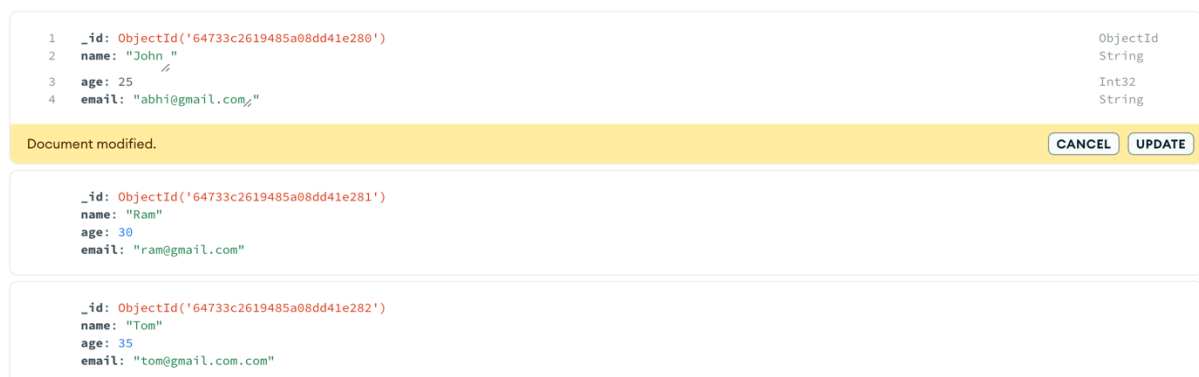 1 _id: ObjectId('64733c2619485a08dd41e280') ObjectId
2 name: "John " String
3 age: 25 Int32
4 email: "abhi@gmail.com " String
Document modified. CANCEL UPDATE
_id: ObjectId('64733c2619485a08dd41e281')
name: "Ram"
age: 30
email: "ram@gmail.com"
_id: ObjectId('64733c2619485a08dd41e282')
name: "Tom"
age: 35
email: "tom@gmail.com.com"